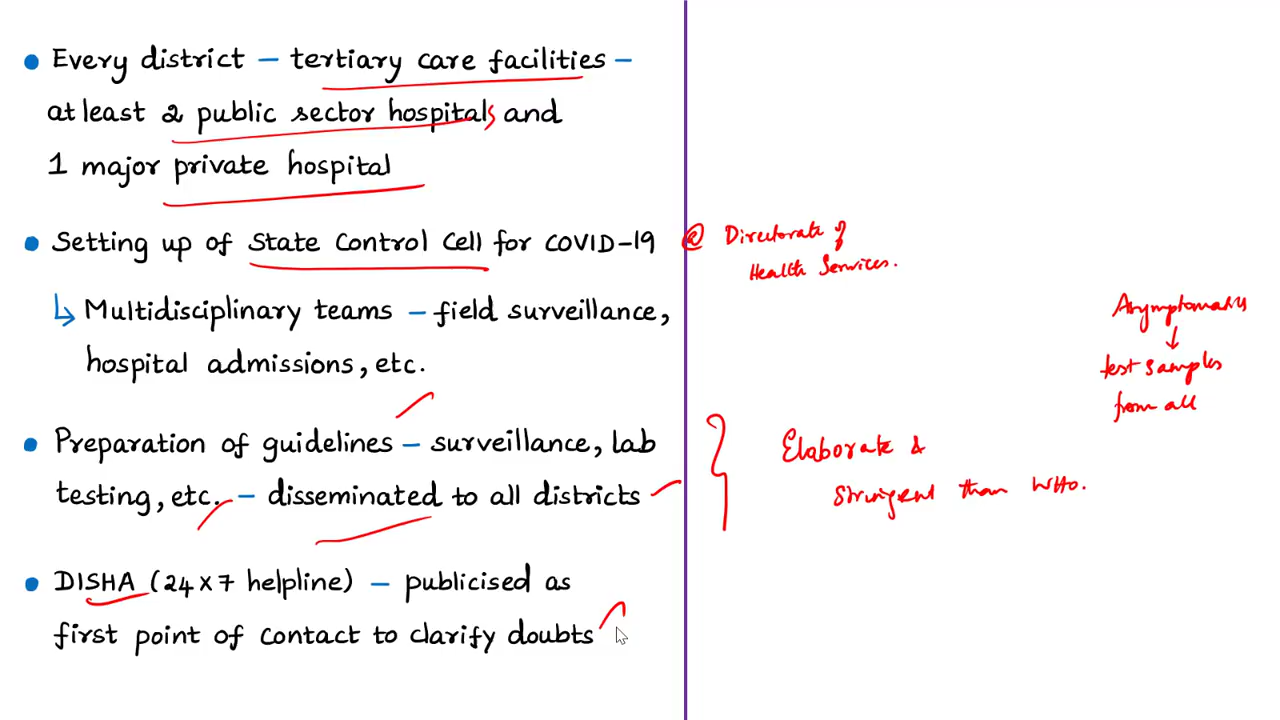 • Every district – tertiary care facilities –
at least 2 public sector hospitals and
1 major private hospital
• Setting up of State Control Cell for COVID-19
↳ Multidisciplinary teams – field surveillance,
hospital admissions, etc.
• Preparation of guidelines – surveillance, lab
testing, etc. – disseminated to all districts
• DISHA (24x7 helpline) – publicised as
first point of contact to clarify doubts
@ Directorate of
Health Services.
Asymptomatics
↓
test samples
from all
Elaborate &
stringent than WHO.